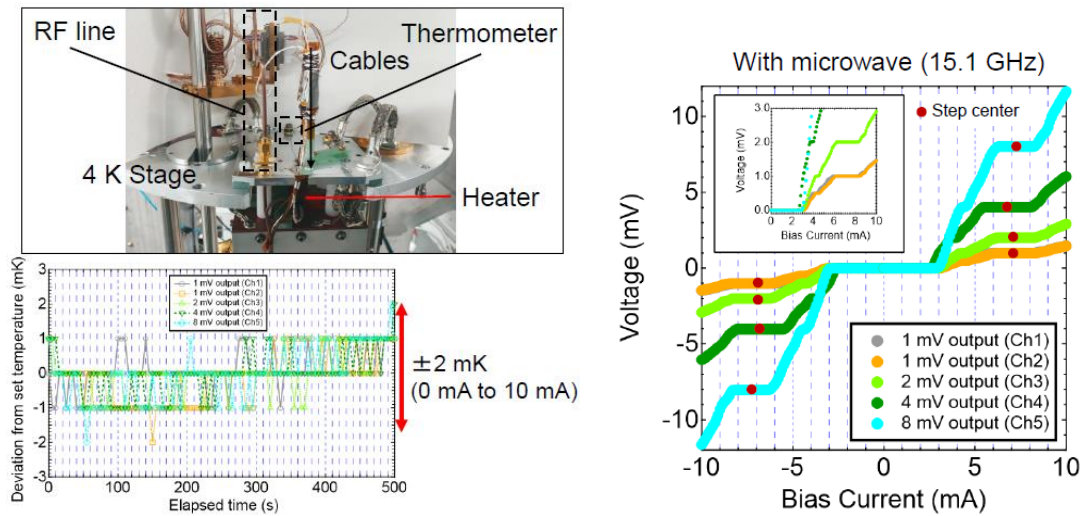 RF line
Thermometer
Cables
4 K Stage
Heater
Deviation from set temperature (mK)
3
2
1
0
-1
-2
-3
1 mV output (Ch1)
1 mV output (Ch2)
2 mV output (Ch3)
4 mV output (Ch4)
8 mV output (Ch5)
0
100
200
300
400
500
Elapsed time (s)
±2 mK
(0 mA to 10 mA)
With microwave (15.1 GHz)
Voltage (mV)
10
5
0
-5
-10
Step center
Voltage (mV)
3.0
2.0
1.0
0.0
0
2
4
6
8
10
Bias Current (mA)
1 mV output (Ch1)
1 mV output (Ch2)
2 mV output (Ch3)
4 mV output (Ch4)
8 mV output (Ch5)
-10
-5
0
5
10
Bias Current (mA)